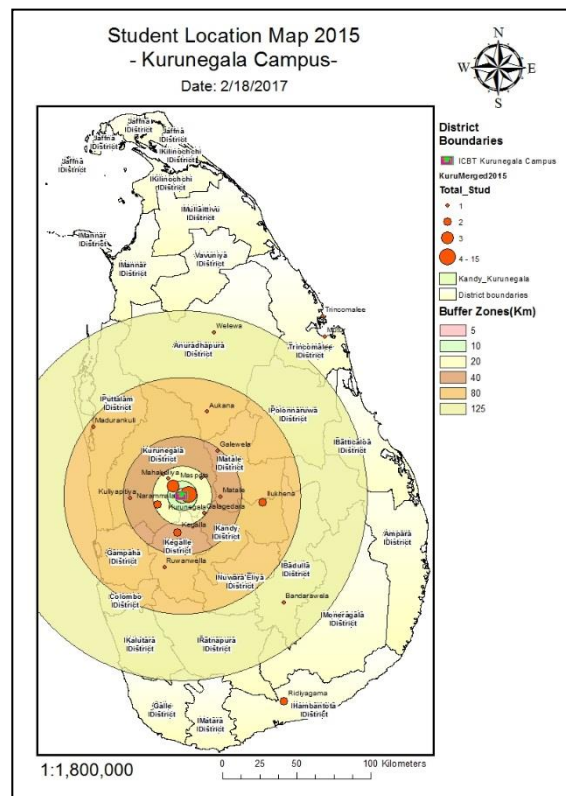 Student Location Map 2015
- Kurunegala Campus-
Date: 2/18/2017
N
W
E
S
District
Boundaries
ICBT Kurunegala Campus
KuruMerged2015
Total_Stud
1
2
3
4 - 15
Kandy_Kurunegala
District boundaries
Buffer Zones(Km)
5
10
20
40
80
125
Jaffna
District
Jaffna
District
Jaffna
District
Kilinochchi
District
Kilinochchi
District
Mullaittivu
District
Mannar
District
Mannar
District
Vavuniya
District
Trincomalee
Welewa
Anuradhapura
District
Trincomalee
District
Puttalam
District
Madurankuli
Aukana
Polonnaruwa
District
Batticaloa
District
Kurunegala
District
Galewela
Matale
District
Kuliyapitiya
Narammala
Matale
Ilukhena
Kurunegala
Galagedara
Kegalla
Kandy
District
Ampara
District
Kegalle
District
Gampaha
District
Ruwanwella
Nuwara Eliya
District
Badulla
District
Colombo
District
Bandarawela
Moneragala
District
Kalutara
District
Ratnapura
District
Ridiyagama
Galle
District
Matara
District
Hambantota
District
1:1,800,000
0
25
50
100 Kilometers